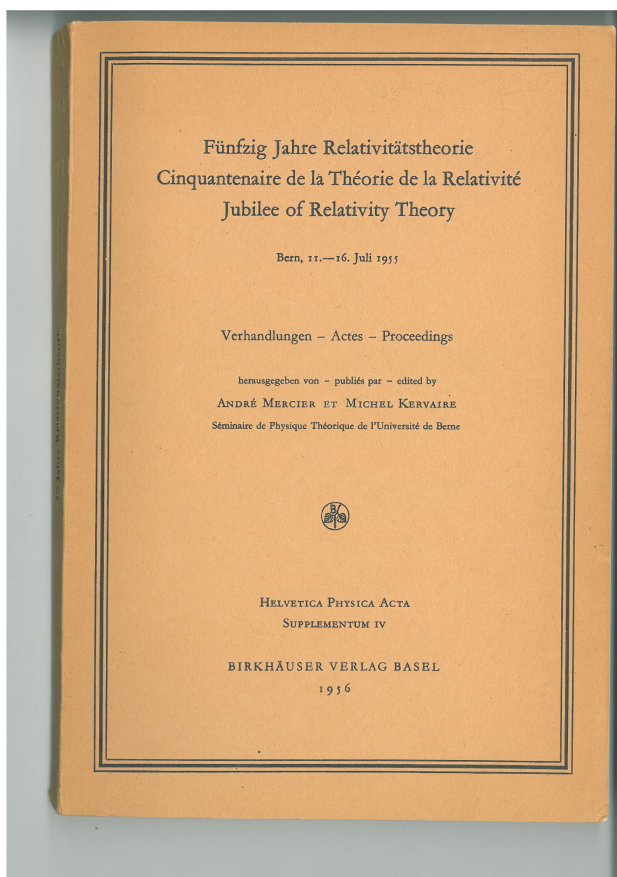 Fünfzig Jahre Relativitätstheorie
Cinquantenaire de la Théorie de la Relativité
Jubilee of Relativity Theory
Bern, 11.—16. Juli 1955
Verhandlungen – Actes – Proceedings
herausgegeben von – publiés par – edited by
ANDRÉ MERCIER ET MICHEL KERVAIRE
Séminaire de Physique Théorique de l'Université de Berne
HELVETICA PHYSICA ACTA
SUPPLEMENTUM IV
BIRKHÄUSER VERLAG BASEL
1956